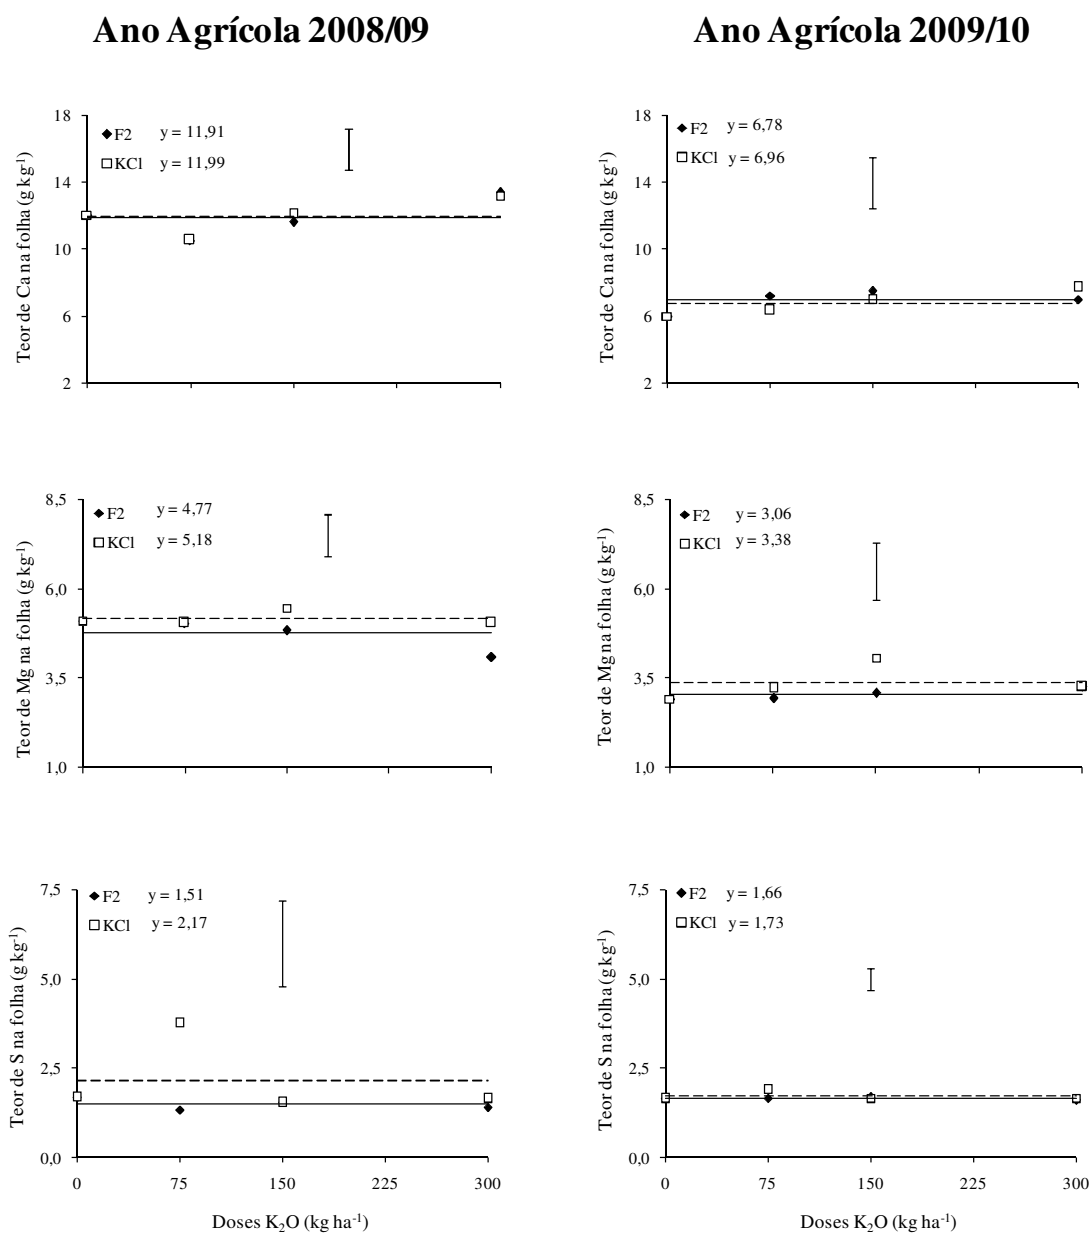 Ano Agrícola 2008/09
Ano Agrícola 2009/10
Teor de Ca na folha (g kg-1)
18
14
10
6
2
F2 y = 11,91
KCl y = 11,99
Teor de Ca na folha (g kg-1)
18
14
10
6
2
F2 y = 6,78
KCl y = 6,96
Teor de Mg na folha (g kg-1)
8,5
6,0
3,5
1,0
F2 y = 4,77
KCl y = 5,18
Teor de Mg na folha (g kg-1)
8,5
6,0
3,5
1,0
F2 y = 3,06
KCl y = 3,38
Teor de S na folha (g kg-1)
7,5
5,0
2,5
0,0
F2 y = 1,51
KCl y = 2,17
0 75 150 225 300
Doses K2O (kg ha-1)
Teor de S na folha (g kg-1)
7,5
5,0
2,5
0,0
F2 y = 1,66
KCl y = 1,73
0 75 150 225 300
Doses K2O (kg ha-1)